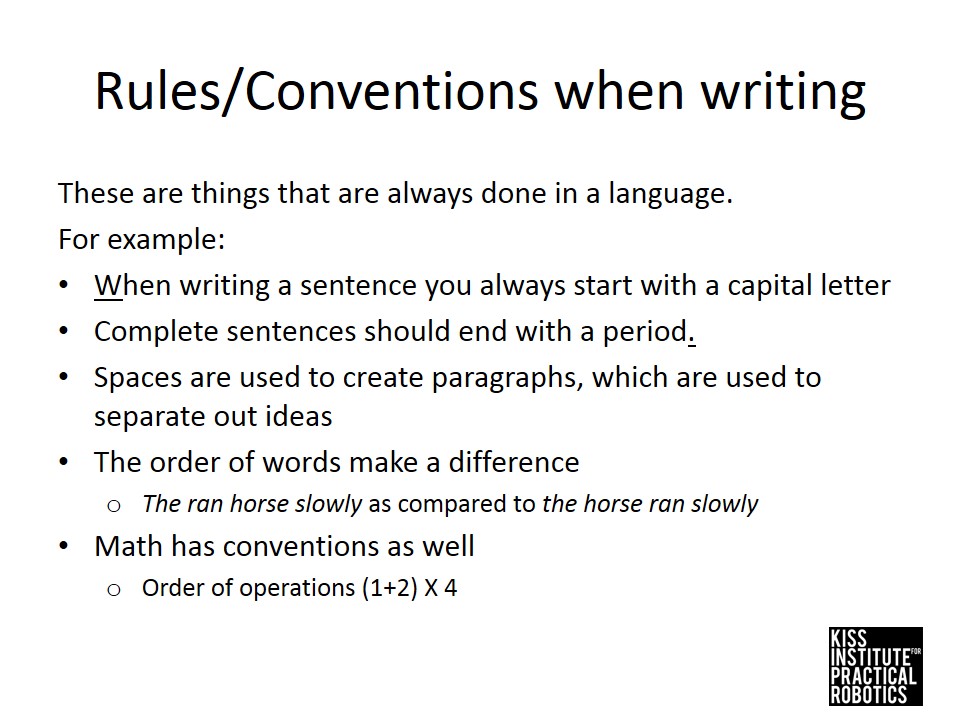 Rules/Conventions when writing
These are things that are always done in a language.
For example:
• When writing a sentence you always start with a capital letter
• Complete sentences should end with a period.
• Spaces are used to create paragraphs, which are used to
separate out ideas
• The order of words make a difference
o The ran horse slowly as compared to the horse ran slowly
• Math has conventions as well
o Order of operations (1+2) X 4
KISS
INSTITUTE FOR
PRACTICAL
ROBOTICS